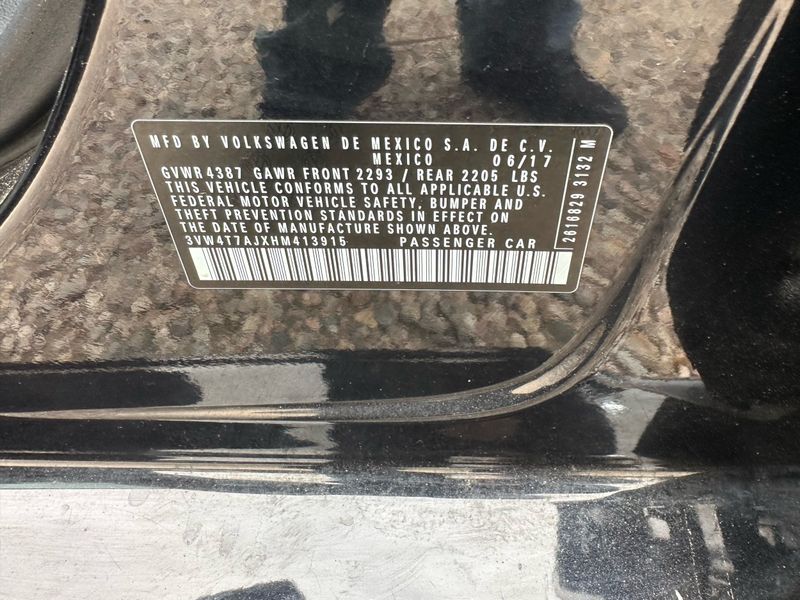 MFD BY VOLKSWAGEN DE MEXICO S.A. DE C.V.
MEXICO 06/17
GVWR 4387 GAWR FRONT 2293 / REAR 2205 LBS
THIS VEHICLE CONFORMS TO ALL APPLICABLE U.S.
FEDERAL MOTOR VEHICLE SAFETY, BUMPER AND
THEFT PREVENTION STANDARDS IN EFFECT ON
THE DATE OF MANUFACTURE SHOWN ABOVE.
3VW4T7AJXHM413915 PASSENGER CAR
2616829 3132 M